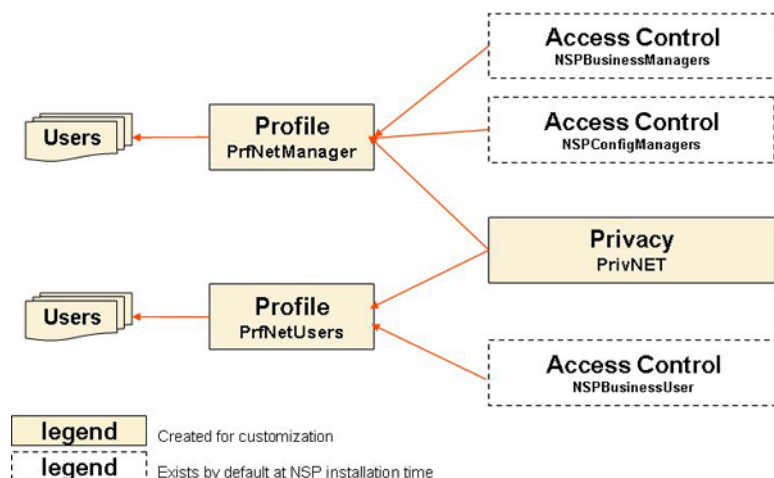 Access Control
NSPBusinessManagers
Users
Profile
PrfNetManager
Access Control
NSPConfigManagers
Privacy
PrivNET
Users
Profile
PrfNetUsers
Access Control
NSPBusinessUser
legend
Created for customization
legend
Exists by default at NSP installation time